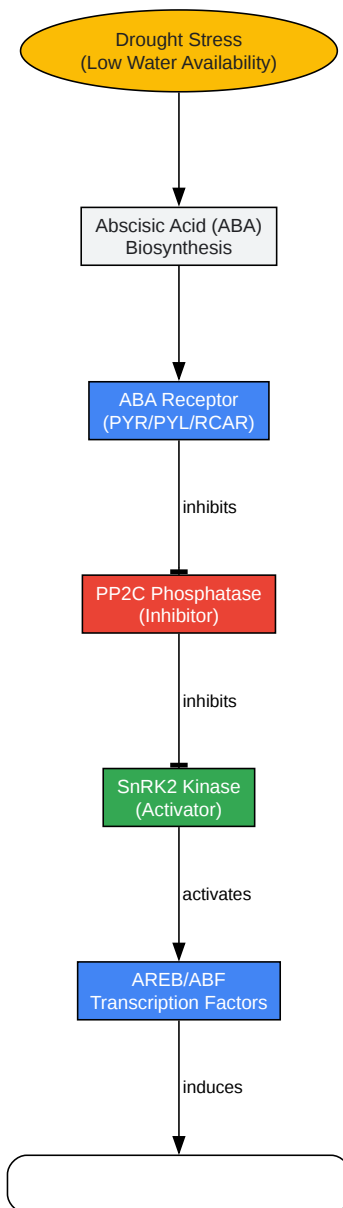 Drought Stress
(Low Water Availability)
Abscisic Acid (ABA)
Biosynthesis
ABA Receptor
(PYR/PYL/RCAR)
inhibits
PP2C Phosphatase
(Inhibitor)
inhibits
SnRK2 Kinase
(Activator)
activates
AREB/ABF
Transcription Factors
induces